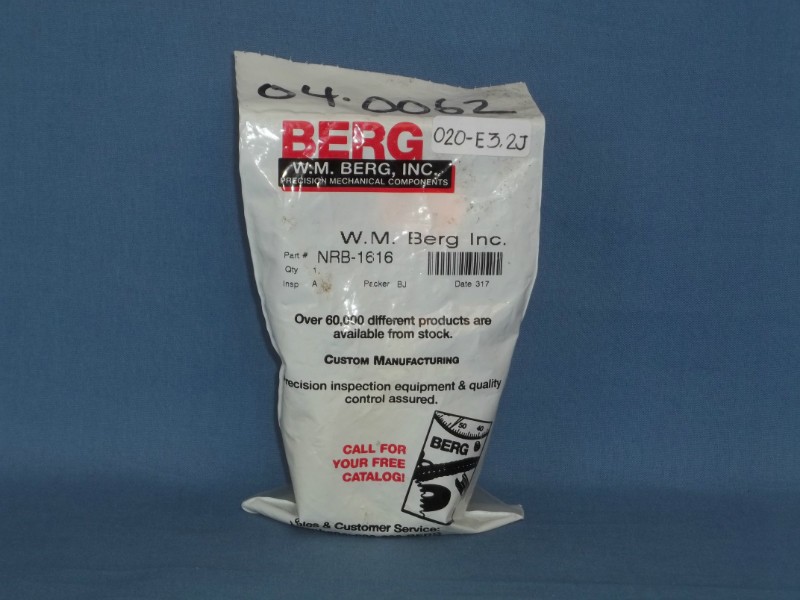 04-0062
BERG
020-E3.2J
W.M. BERG, INC.
PRECISION MECHANICAL COMPONENTS
W.M. Berg Inc.
Part # NRB-1616
Qty 1
Insp A Packer BJ Date 317
Over 60,000 different products are
available from stock.
CUSTOM MANUFACTURING
Precision inspection equipment & quality
control assured.
50 40
BERG
CALL FOR
YOUR FREE
CATALOG!
Sales & Customer Service: